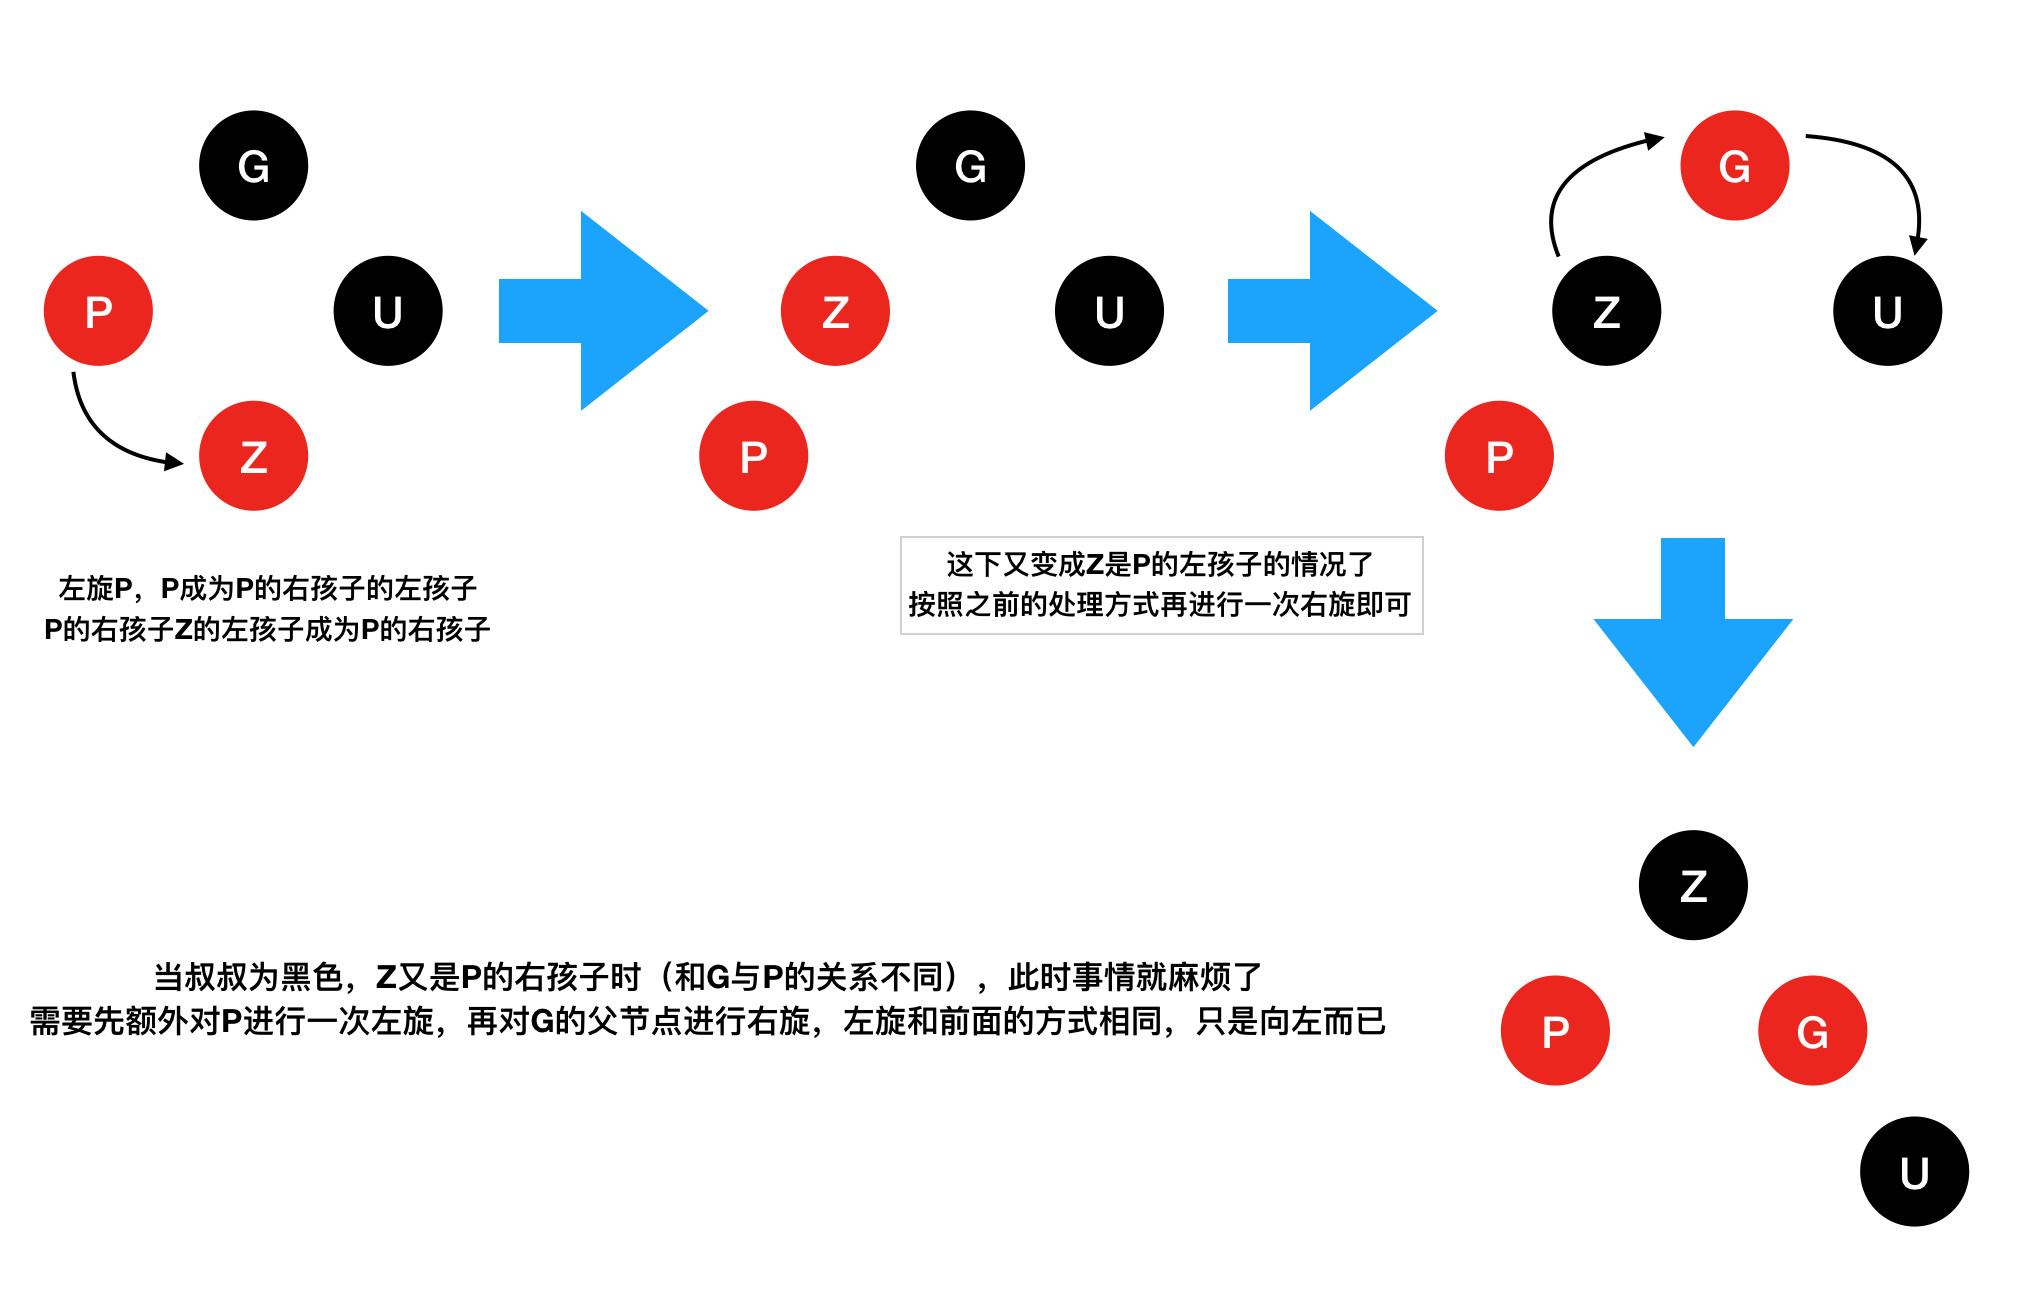 G
G
G
P
U
Z
U
Z
U
Z
P
P
左旋P，P成为P的右孩子的左孩子
P的右孩子Z的左孩子成为P的右孩子
这下又变成Z是P的左孩子的情况了
按照之前的处理方式再进行一次右旋即可
Z
当叔叔为黑色，Z又是P的右孩子时（和G与P的关系不同），此时事情就麻烦了
需要先额外对P进行一次左旋，再对G的父节点进行右旋，左旋和前面的方式相同，只是向左而已
P
G
U